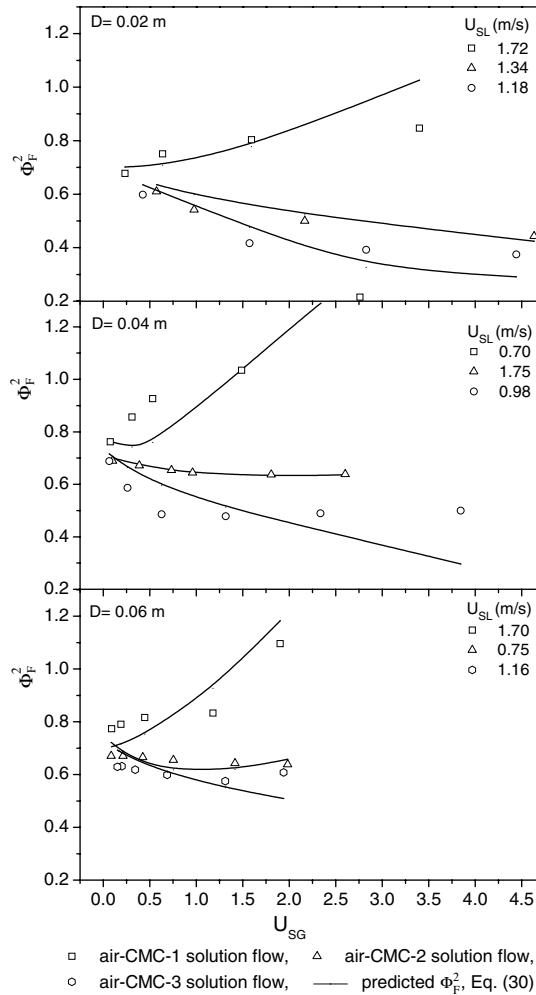 D= 0.02 m
U_SL (m/s)
□ 1.72
△ 1.34
○ 1.18
1.2
1.0
0.8
0.6
0.4
0.2
Φ_F^2
D= 0.04 m
U_SL (m/s)
□ 0.70
△ 1.75
○ 0.98
1.2
1.0
0.8
0.6
0.4
0.2
Φ_F^2
D= 0.06 m
U_SL (m/s)
□ 1.70
△ 0.75
○ 1.16
1.2
1.0
0.8
0.6
0.4
0.2
Φ_F^2
0.0 0.5 1.0 1.5 2.0 2.5 3.0 3.5 4.0 4.5
U_SG
□ air-CMC-1 solution flow, △ air-CMC-2 solution flow,
○ air-CMC-3 solution flow, — predicted Φ_F^2, Eq. (30)